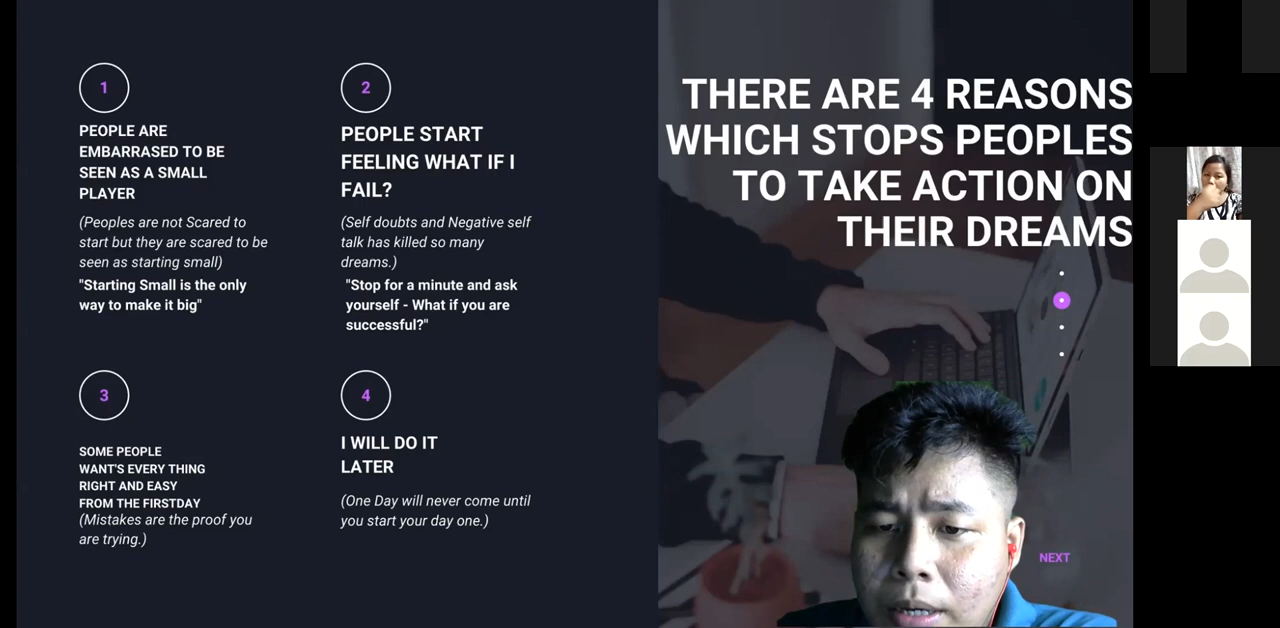 1
PEOPLE ARE
EMBARRASED TO BE
SEEN AS A SMALL
PLAYER
(Peoples are not Scared to
start but they are scared to be
seen as starting small)
"Starting Small is the only
way to make it big"
2
PEOPLE START
FEELING WHAT IF I
FAIL?
(Self doubts and Negative self
talk has killed so many
dreams.)
"Stop for a minute and ask
yourself - What if you are
successful?"
3
SOME PEOPLE
WANT'S EVERY THING
RIGHT AND EASY
FROM THE FIRSTDAY
(Mistakes are the proof you
are trying.)
4
I WILL DO IT
LATER
(One Day will never come until
you start your day one.)
THERE ARE 4 REASONS
WHICH STOPS PEOPLES
TO TAKE ACTION ON
THEIR DREAMS
NEXT